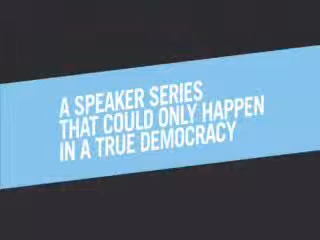 A SPEAKER SERIES
THAT COULD ONLY HAPPEN
IN A TRUE DEMOCRACY